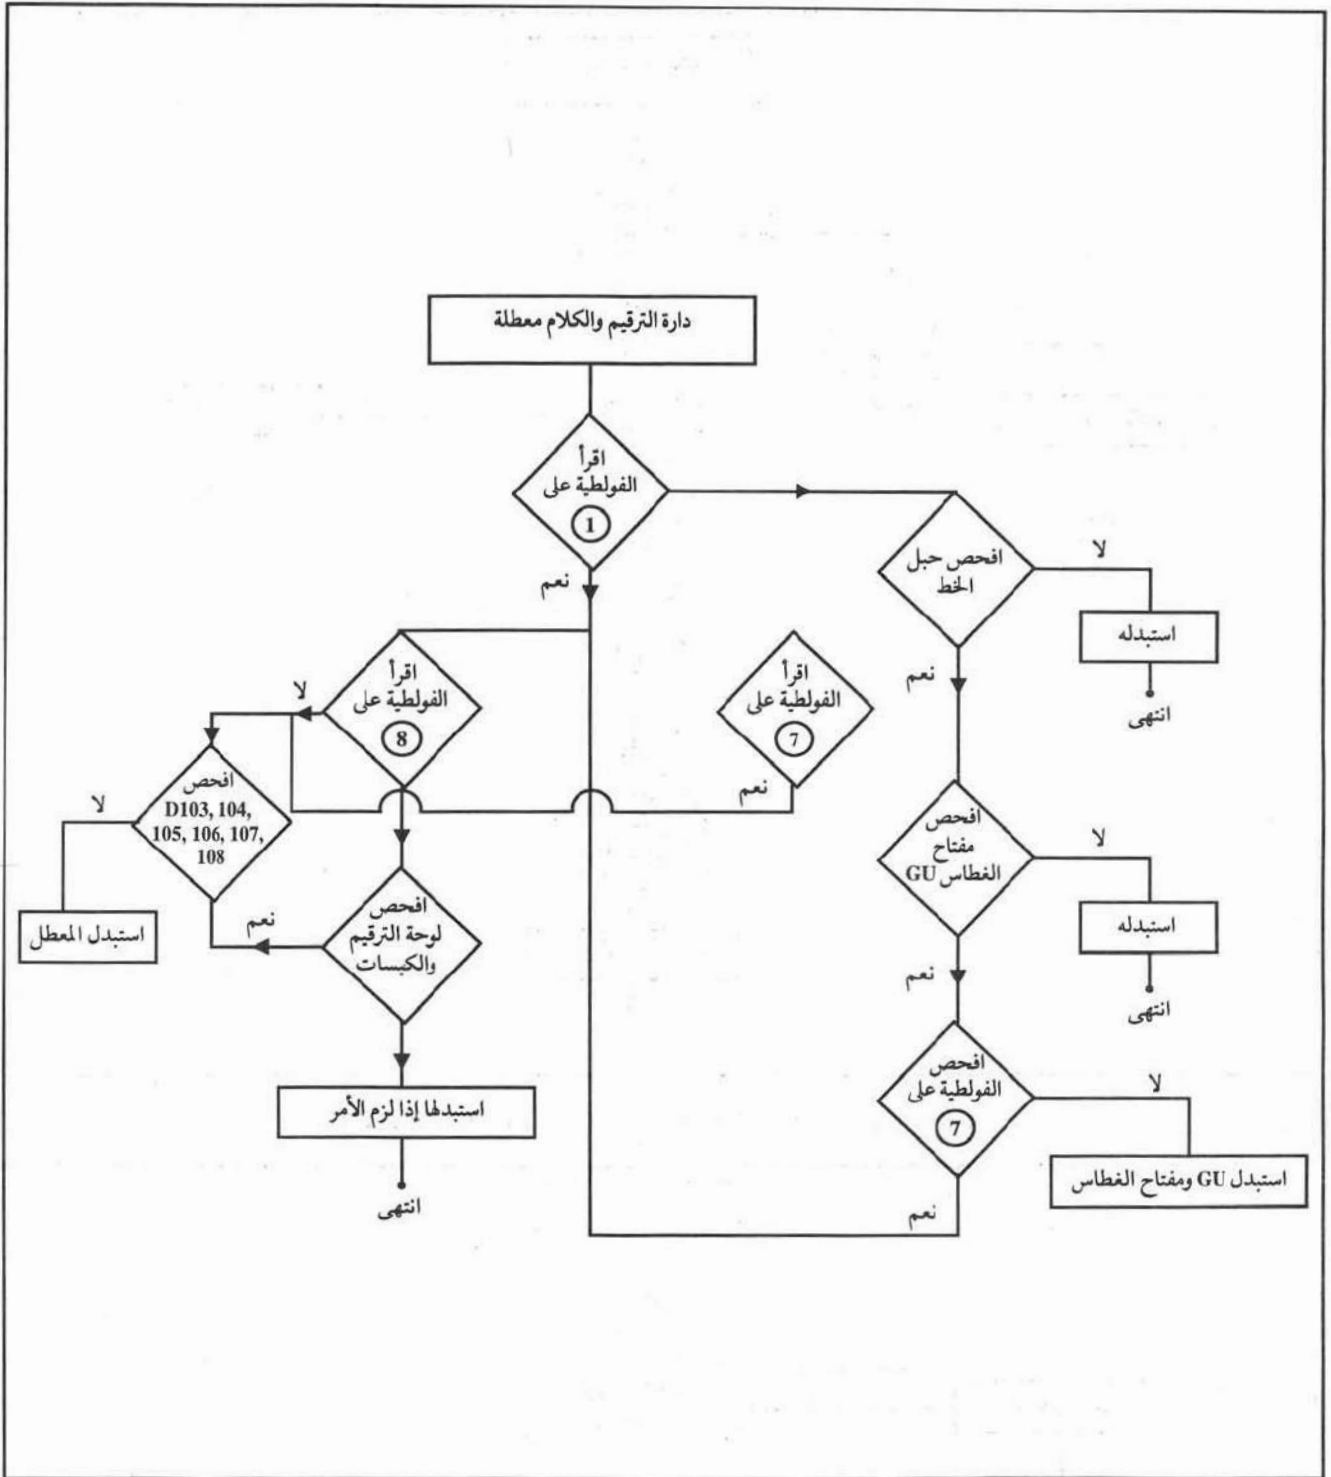 دارة الترقيم والكلام معطلة
اقرأ
الفولطية على
1
نعم
افحص حبل
الخط
لا
استبدله
انتهى
نعم
اقرأ
الفولطية على
8
لا
اقرأ
الفولطية على
7
نعم
افحص
D103, 104,
105, 106, 107,
108
لا
استبدل المعطل
افحص
مفتاح
الغطاس GU
لا
استبدله
انتهى
نعم
افحص
لوحة الترقيم
والكبسات
نعم
استبدلها إذا لزم الأمر
انتهى
افحص
الفولطية على
7
لا
استبدل GU ومفتاح الغطاس
نعم